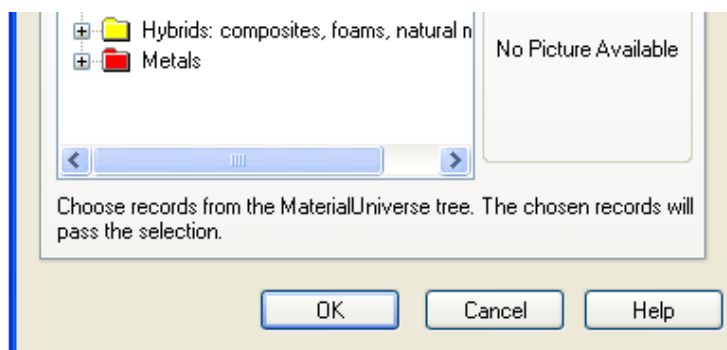 Hybrids: composites, foams, natural n
Metals
No Picture Available
Choose records from the MaterialUniverse tree. The chosen records will
pass the selection.
OK Cancel Help